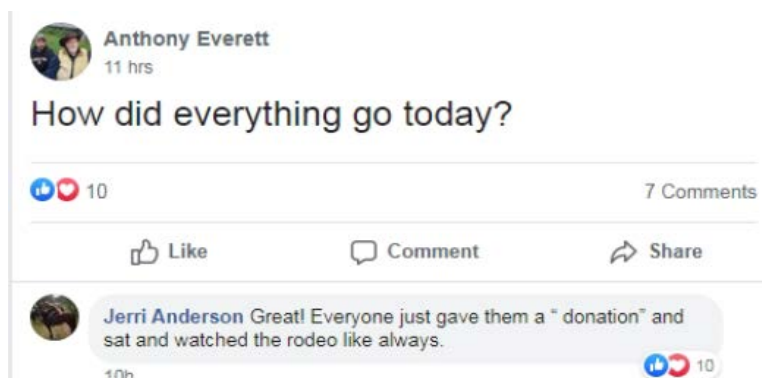 Anthony Everett
11 hrs
How did everything go today?
10
7 Comments
Like
Comment
Share
Jerri Anderson Great! Everyone just gave them a “ donation” and
sat and watched the rodeo like always.
10
10h